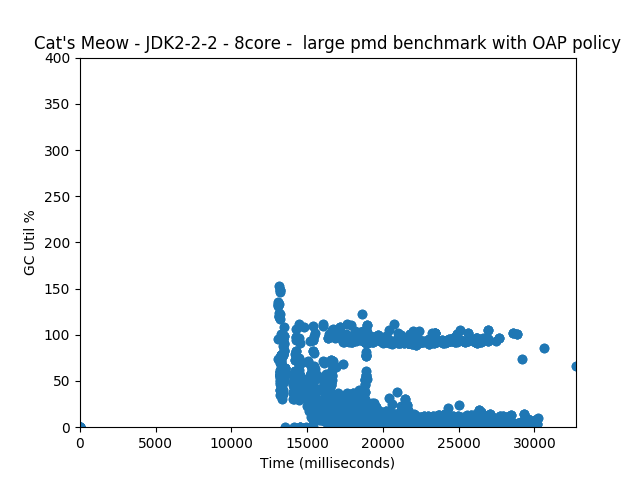 Cat's Meow - JDK2-2-2 - 8core -  large pmd benchmark with OAP policy
400
350
300
250
200
150
100
50
0
GC Util %
0 5000 10000 15000 20000 25000 30000
Time (milliseconds)